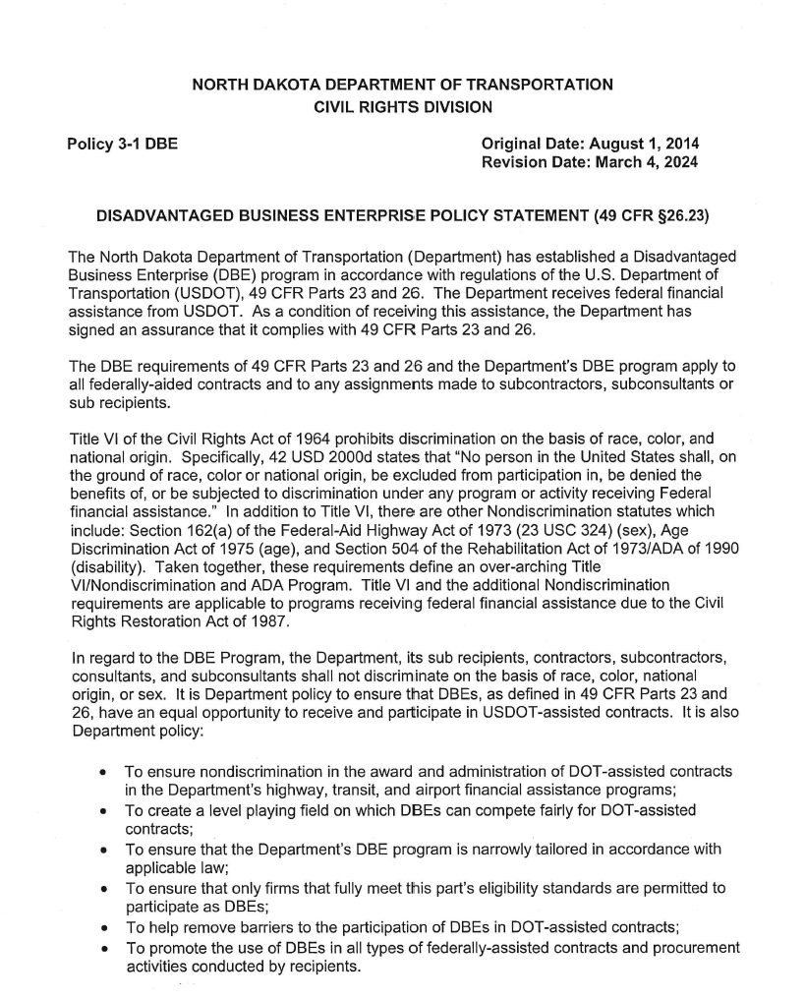 NORTH DAKOTA DEPARTMENT OF TRANSPORTATION
CIVIL RIGHTS DIVISION
Policy 3-1 DBE
Original Date: August 1, 2014
Revision Date: March 4, 2024
DISADVANTAGED BUSINESS ENTERPRISE POLICY STATEMENT (49 CFR §26.23)
The North Dakota Department of Transportation (Department) has established a Disadvantaged
Business Enterprise (DBE) program in accordance with regulations of the U.S. Department of
Transportation (USDOT), 49 CFR Parts 23 and 26. The Department receives federal financial
assistance from USDOT. As a condition of receiving this assistance, the Department has
signed an assurance that it complies with 49 CFR Parts 23 and 26.
The DBE requirements of 49 CFR Parts 23 and 26 and the Department's DBE program apply to
all federally-aided contracts and to any assignments made to subcontractors, subconsultants or
sub recipients.
Title VI of the Civil Rights Act of 1964 prohibits discrimination on the basis of race, color, and
national origin. Specifically, 42 USD 2000d states that “No person in the United States shall, on
the ground of race, color or national origin, be excluded from participation in, be denied the
benefits of, or be subjected to discrimination under any program or activity receiving Federal
financial assistance.” In addition to Title VI, there are other Nondiscrimination statutes which
include: Section 162(a) of the Federal-Aid Highway Act of 1973 (23 USC 324) (sex), Age
Discrimination Act of 1975 (age), and Section 504 of the Rehabilitation Act of 1973/ADA of 1990
(disability). Taken together, these requirements define an over-arching Title
VI/Nondiscrimination and ADA Program. Title VI and the additional Nondiscrimination
requirements are applicable to programs receiving federal financial assistance due to the Civil
Rights Restoration Act of 1987.
In regard to the DBE Program, the Department, its sub recipients, contractors, subcontractors,
consultants, and subconsultants shall not discriminate on the basis of race, color, national
origin, or sex. It is Department policy to ensure that DBEs, as defined in 49 CFR Parts 23 and
26, have an equal opportunity to receive and participate in USDOT-assisted contracts. It is also
Department policy:
• To ensure nondiscrimination in the award and administration of DOT-assisted contracts
in the Department's highway, transit, and airport financial assistance programs;
• To create a level playing field on which DBEs can compete fairly for DOT-assisted
contracts;
• To ensure that the Department's DBE program is narrowly tailored in accordance with
applicable law;
• To ensure that only firms that fully meet this part's eligibility standards are permitted to
participate as DBEs;
• To help remove barriers to the participation of DBEs in DOT-assisted contracts;
• To promote the use of DBEs in all types of federally-assisted contracts and procurement
activities conducted by recipients.